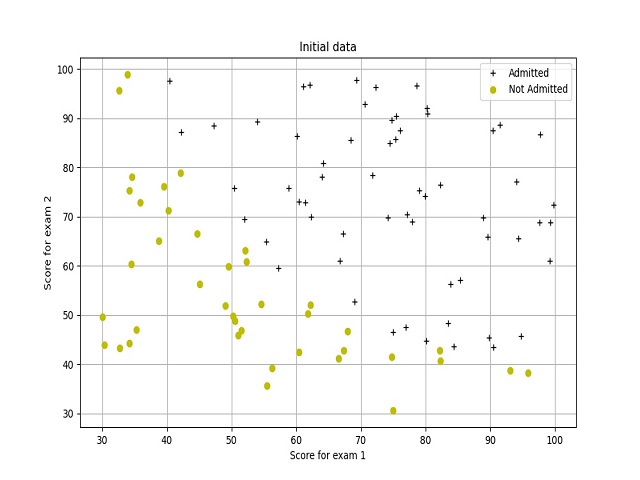 Initial data
Admitted
Not Admitted
100
90
80
70
60
50
40
30
Score for exam 2
30 40 50 60 70 80 90 100
Score for exam 1